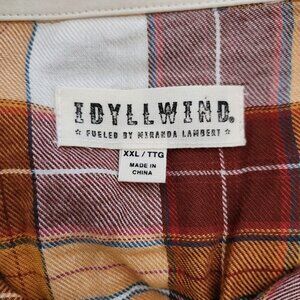 IDYLLWIND®
★ FUELED BY MIRANDA LAMBERT ★
XXL / TTG
MADE IN
CHINA